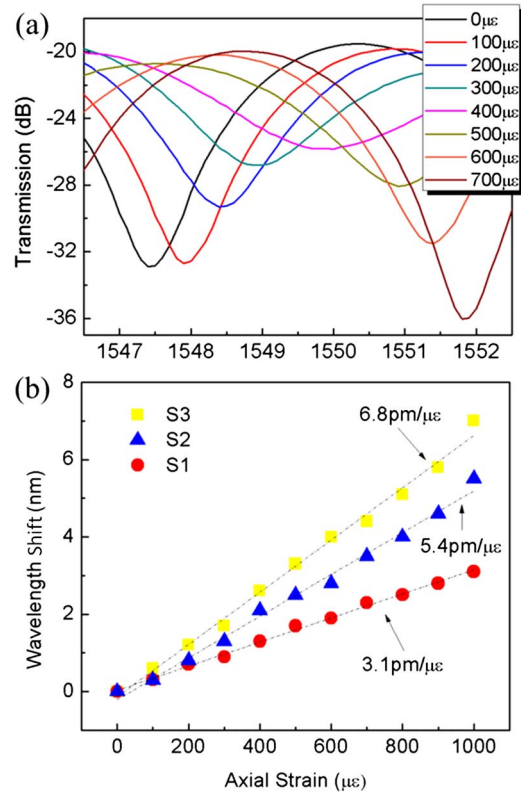 (a)
-20
-24
-28
-32
-36
Transmission (dB)
0με
100με
200με
300με
400με
500με
600με
700με
1547 1548 1549 1550 1551 1552
(b)
8
6
4
2
0
Wavelength Shift (nm)
S3
S2
S1
6.8pm/με
5.4pm/με
3.1pm/με
0 200 400 600 800 1000
Axial Strain (με)